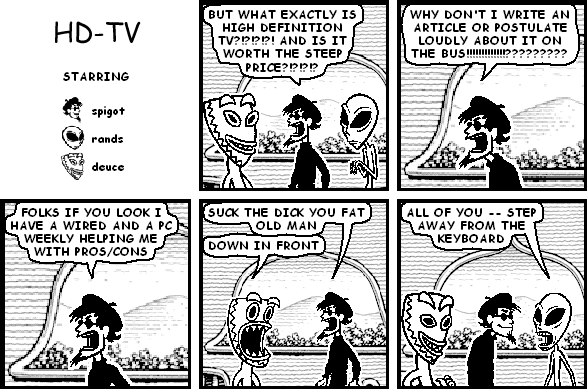 HD-TV
STARRING
spigot
rands
deuce
BUT WHAT EXACTLY IS
HIGH DEFINITION
TV?!?!?! AND IS IT
WORTH THE STEEP
PRICE?!?!?!?
WHY DON'T I WRITE AN
ARTICLE OR POSTULATE
LOUDLY ABOUT IT ON
THE BUS!!!!!!!!!!!!!?????????
FOLKS IF YOU LOOK I
HAVE A WIRED AND A PC
WEEKLY HELPING ME
WITH PROS/CONS
SUCK THE DICK YOU FAT
OLD MAN
DOWN IN FRONT
ALL OF YOU -- STEP
AWAY FROM THE
KEYBOARD